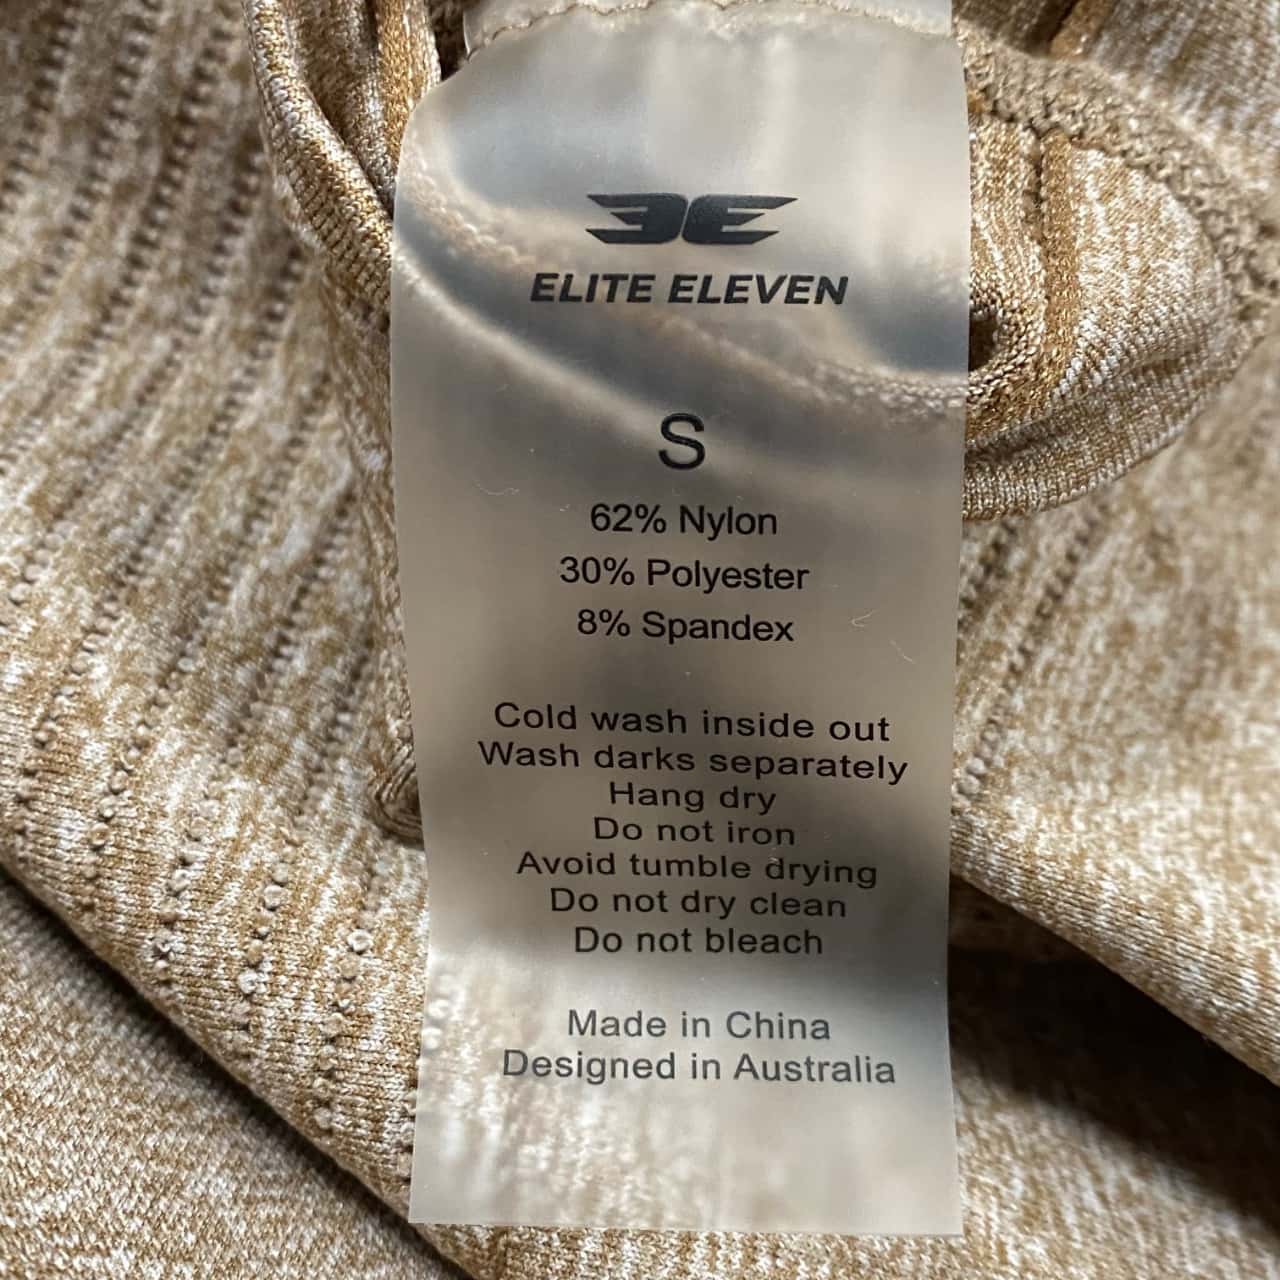 ELITE ELEVEN
S
62% Nylon
30% Polyester
8% Spandex
Cold wash inside out
Wash darks separately
Hang dry
Do not iron
Avoid tumble drying
Do not dry clean
Do not bleach
Made in China
Designed in Australia